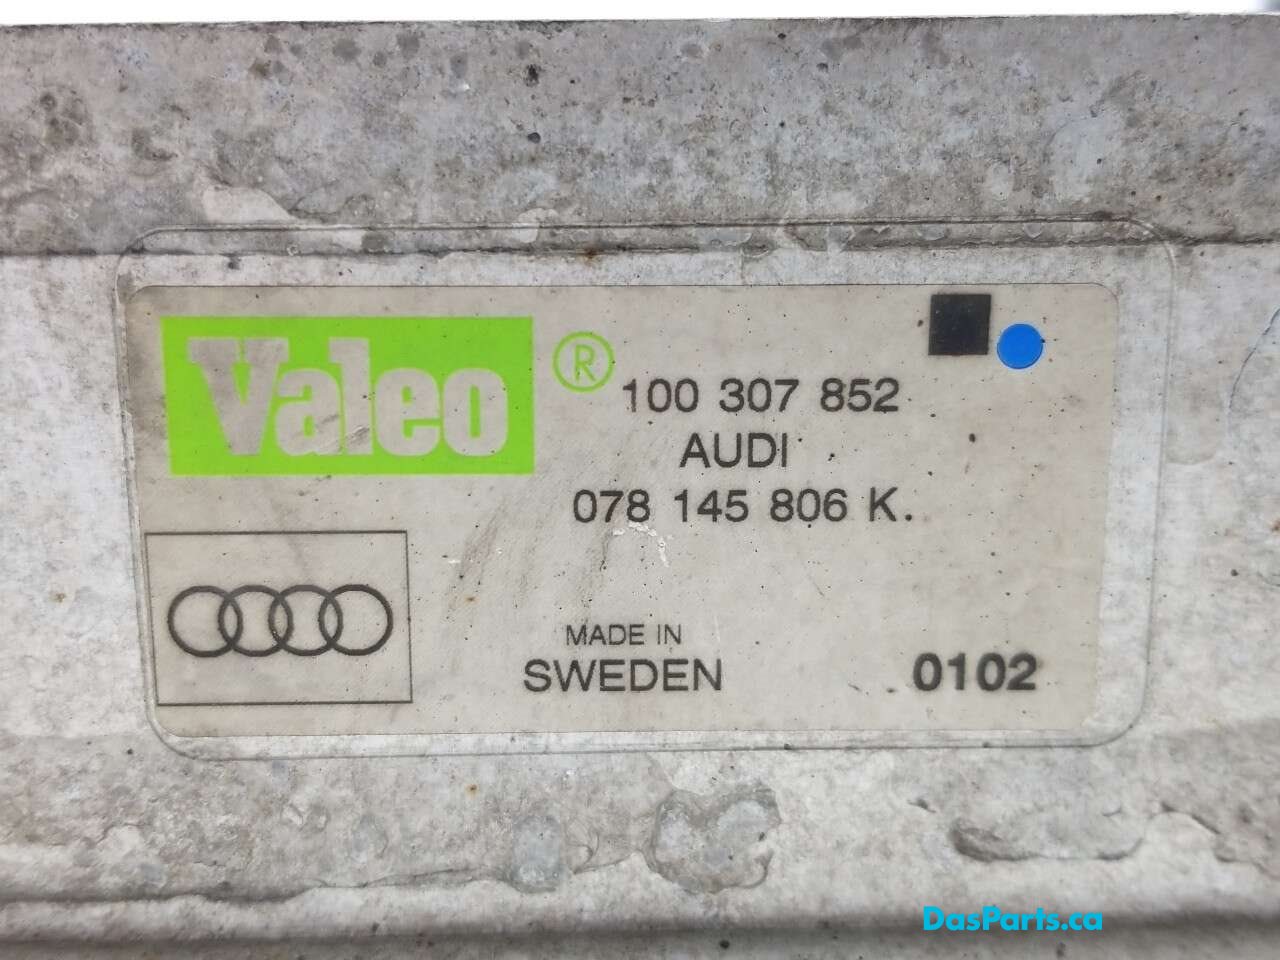 Valeo ®
100 307 852
AUDI
078 145 806 K.
MADE IN
SWEDEN
0102
DasParts.ca